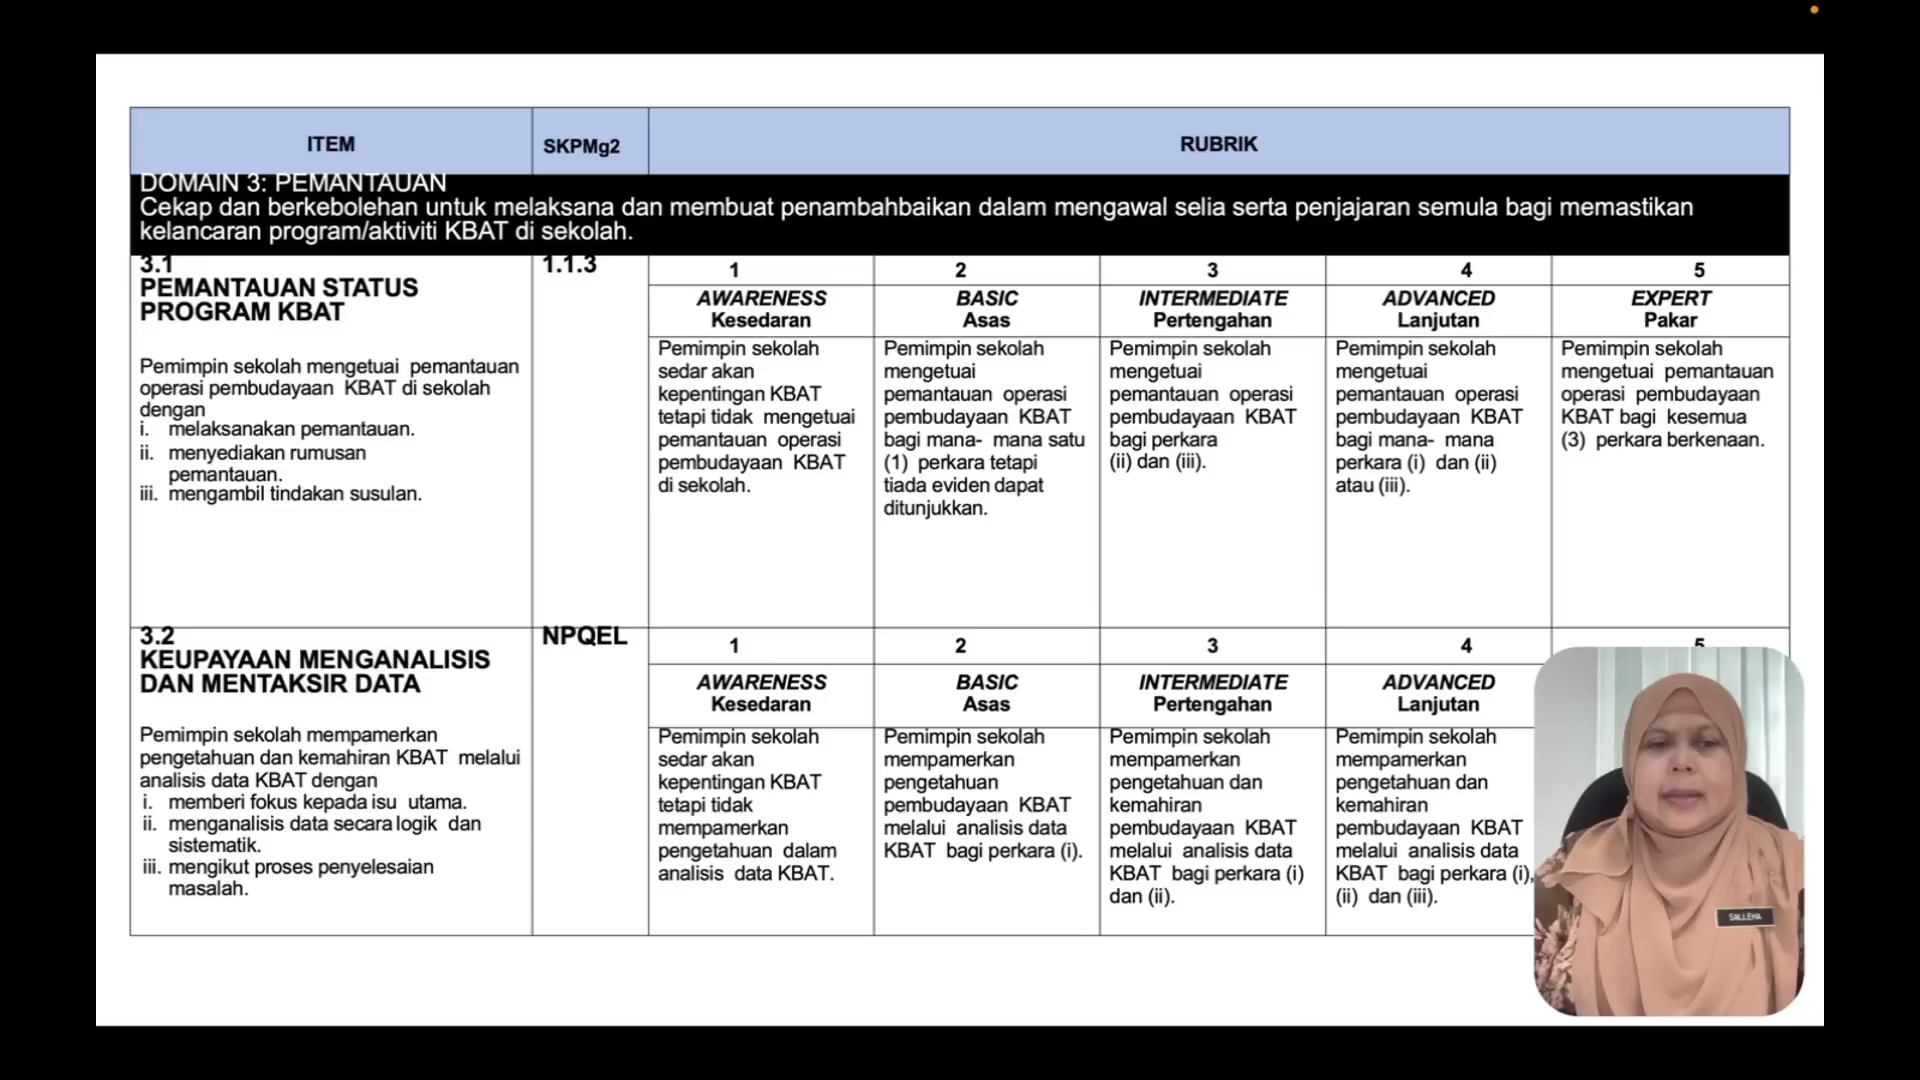 ITEM
SKPMg2
RUBRIK
DOMAIN 3: PEMANTAUAN
Cekap dan berkebolehan untuk melaksana dan membuat penambahbaikan dalam mengawal selia serta penjajaran semula bagi memastikan
kelancaran program/aktiviti KBAT di sekolah.
3.1
PEMANTAUAN STATUS
PROGRAM KBAT
Pemimpin sekolah mengetuai pemantauan
operasi pembudayaan KBAT di sekolah
dengan
i. melaksanakan pemantauan.
ii. menyediakan rumusan
pemantauan.
iii. mengambil tindakan susulan.
1.1.3
1
AWARENESS
Kesedaran
Pemimpin sekolah
sedar akan
kepentingan KBAT
tetapi tidak mengetuai
pemantauan operasi
pembudayaan KBAT
di sekolah.
2
BASIC
Asas
Pemimpin sekolah
mengetuai
pemantauan operasi
pembudayaan KBAT
bagi mana- mana satu
(1) perkara tetapi
tiada eviden dapat
ditunjukkan.
3
INTERMEDIATE
Pertengahan
Pemimpin sekolah
mengetuai
pemantauan operasi
pembudayaan KBAT
bagi perkara
(ii) dan (iii).
4
ADVANCED
Lanjutan
Pemimpin sekolah
mengetuai
pemantauan operasi
pembudayaan KBAT
bagi mana- mana
perkara (i) dan (ii)
atau (iii).
5
EXPERT
Pakar
Pemimpin sekolah
mengetuai pemantauan
operasi pembudayaan
KBAT bagi kesemua
(3) perkara berkenaan.
3.2
KEUPAYAAN MENGANALISIS
DAN MENTAKSIR DATA
Pemimpin sekolah mempamerkan
pengetahuan dan kemahiran KBAT melalui
analisis data KBAT dengan
i. memberi fokus kepada isu utama.
ii. menganalisis data secara logik dan
sistematik.
iii. mengikut proses penyelesaian
masalah.
NPQEL
1
AWARENESS
Kesedaran
Pemimpin sekolah
sedar akan
kepentingan KBAT
tetapi tidak
mempamerkan
pengetahuan dalam
analisis data KBAT.
2
BASIC
Asas
Pemimpin sekolah
mempamerkan
pengetahuan
pembudayaan KBAT
melalui analisis data
KBAT bagi perkara (i).
3
INTERMEDIATE
Pertengahan
Pemimpin sekolah
mempamerkan
pengetahuan dan
kemahiran
pembudayaan KBAT
melalui analisis data
KBAT bagi perkara (i)
dan (ii).
4
ADVANCED
Lanjutan
Pemimpin sekolah
mempamerkan
pengetahuan dan
kemahiran
pembudayaan KBAT
melalui analisis data
KBAT bagi perkara (i),
(ii) dan (iii).
5
SALLEHA